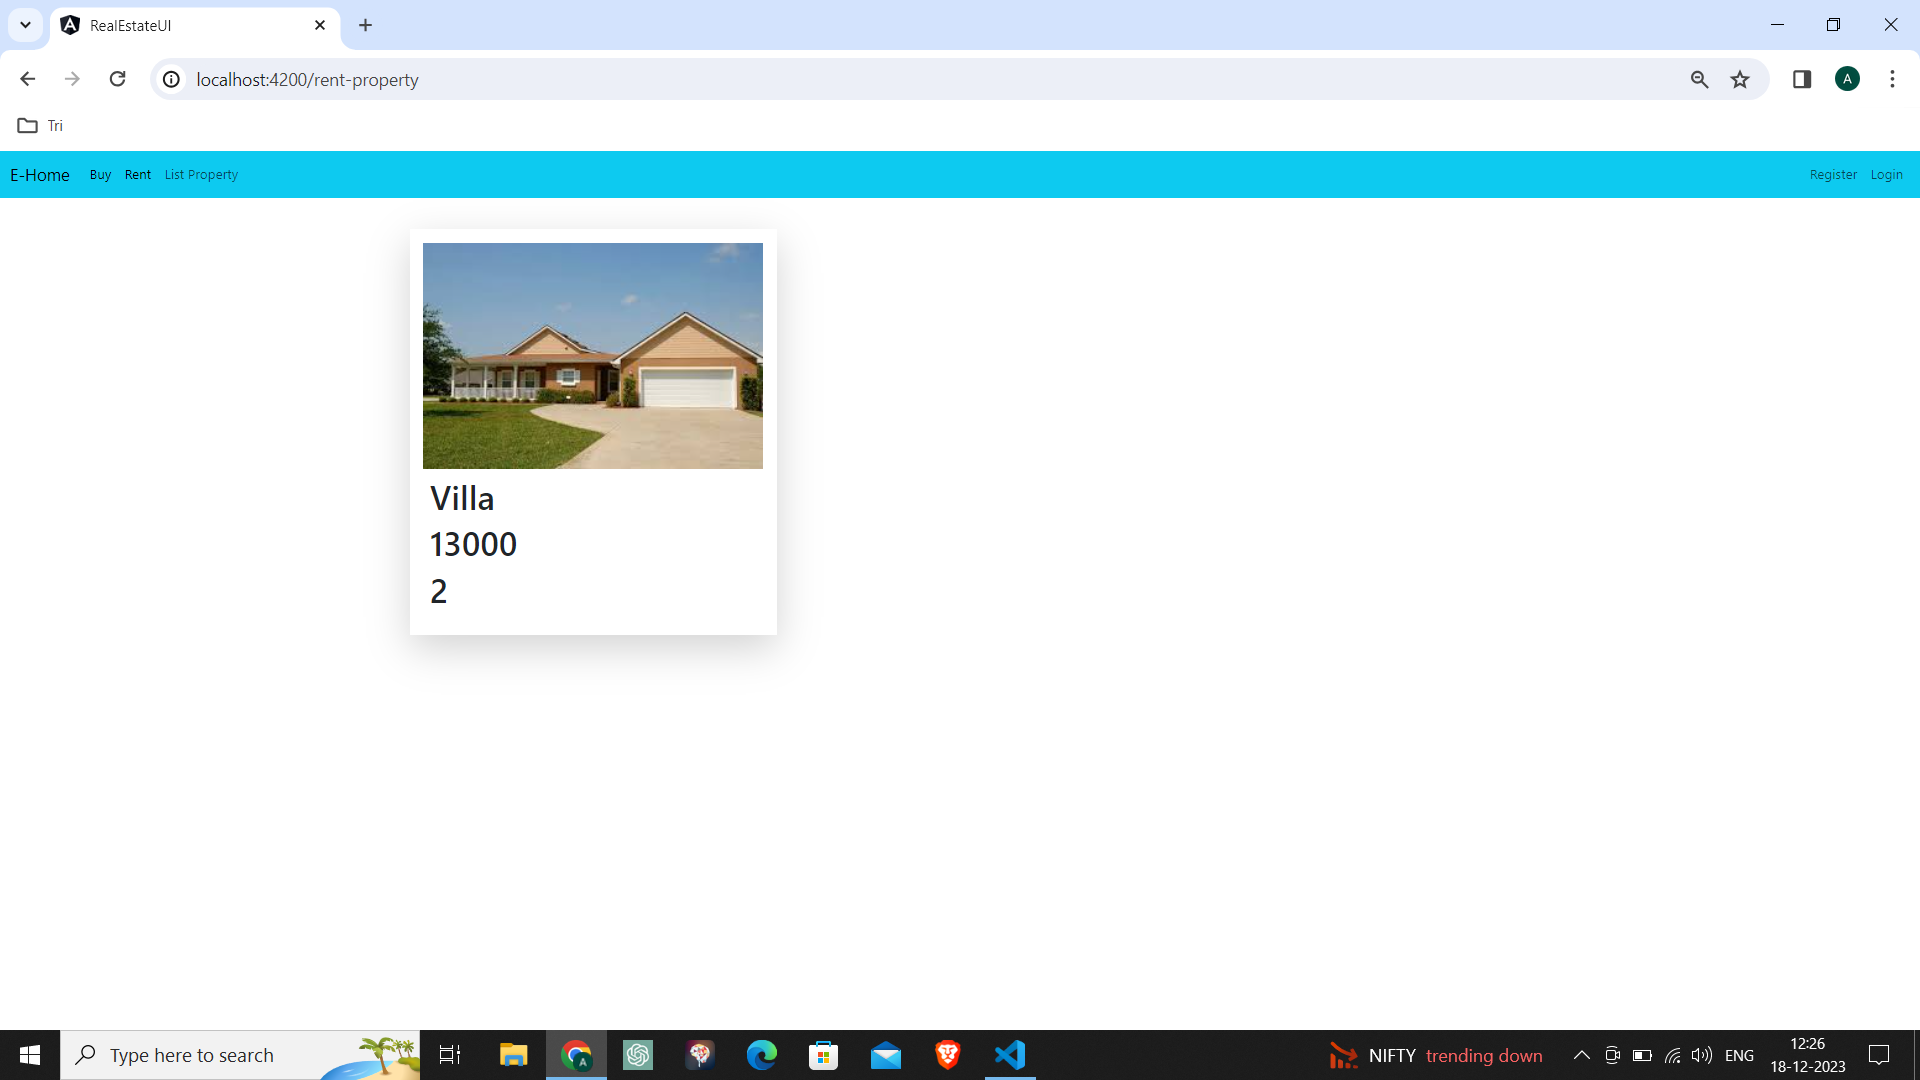 RealEstateUI
localhost:4200/rent-property
A
Tri
E-Home Buy Rent List Property Register Login
Villa
13000
2
Type here to search
A
NIFTY trending down
ENG
12:26
18-12-2023